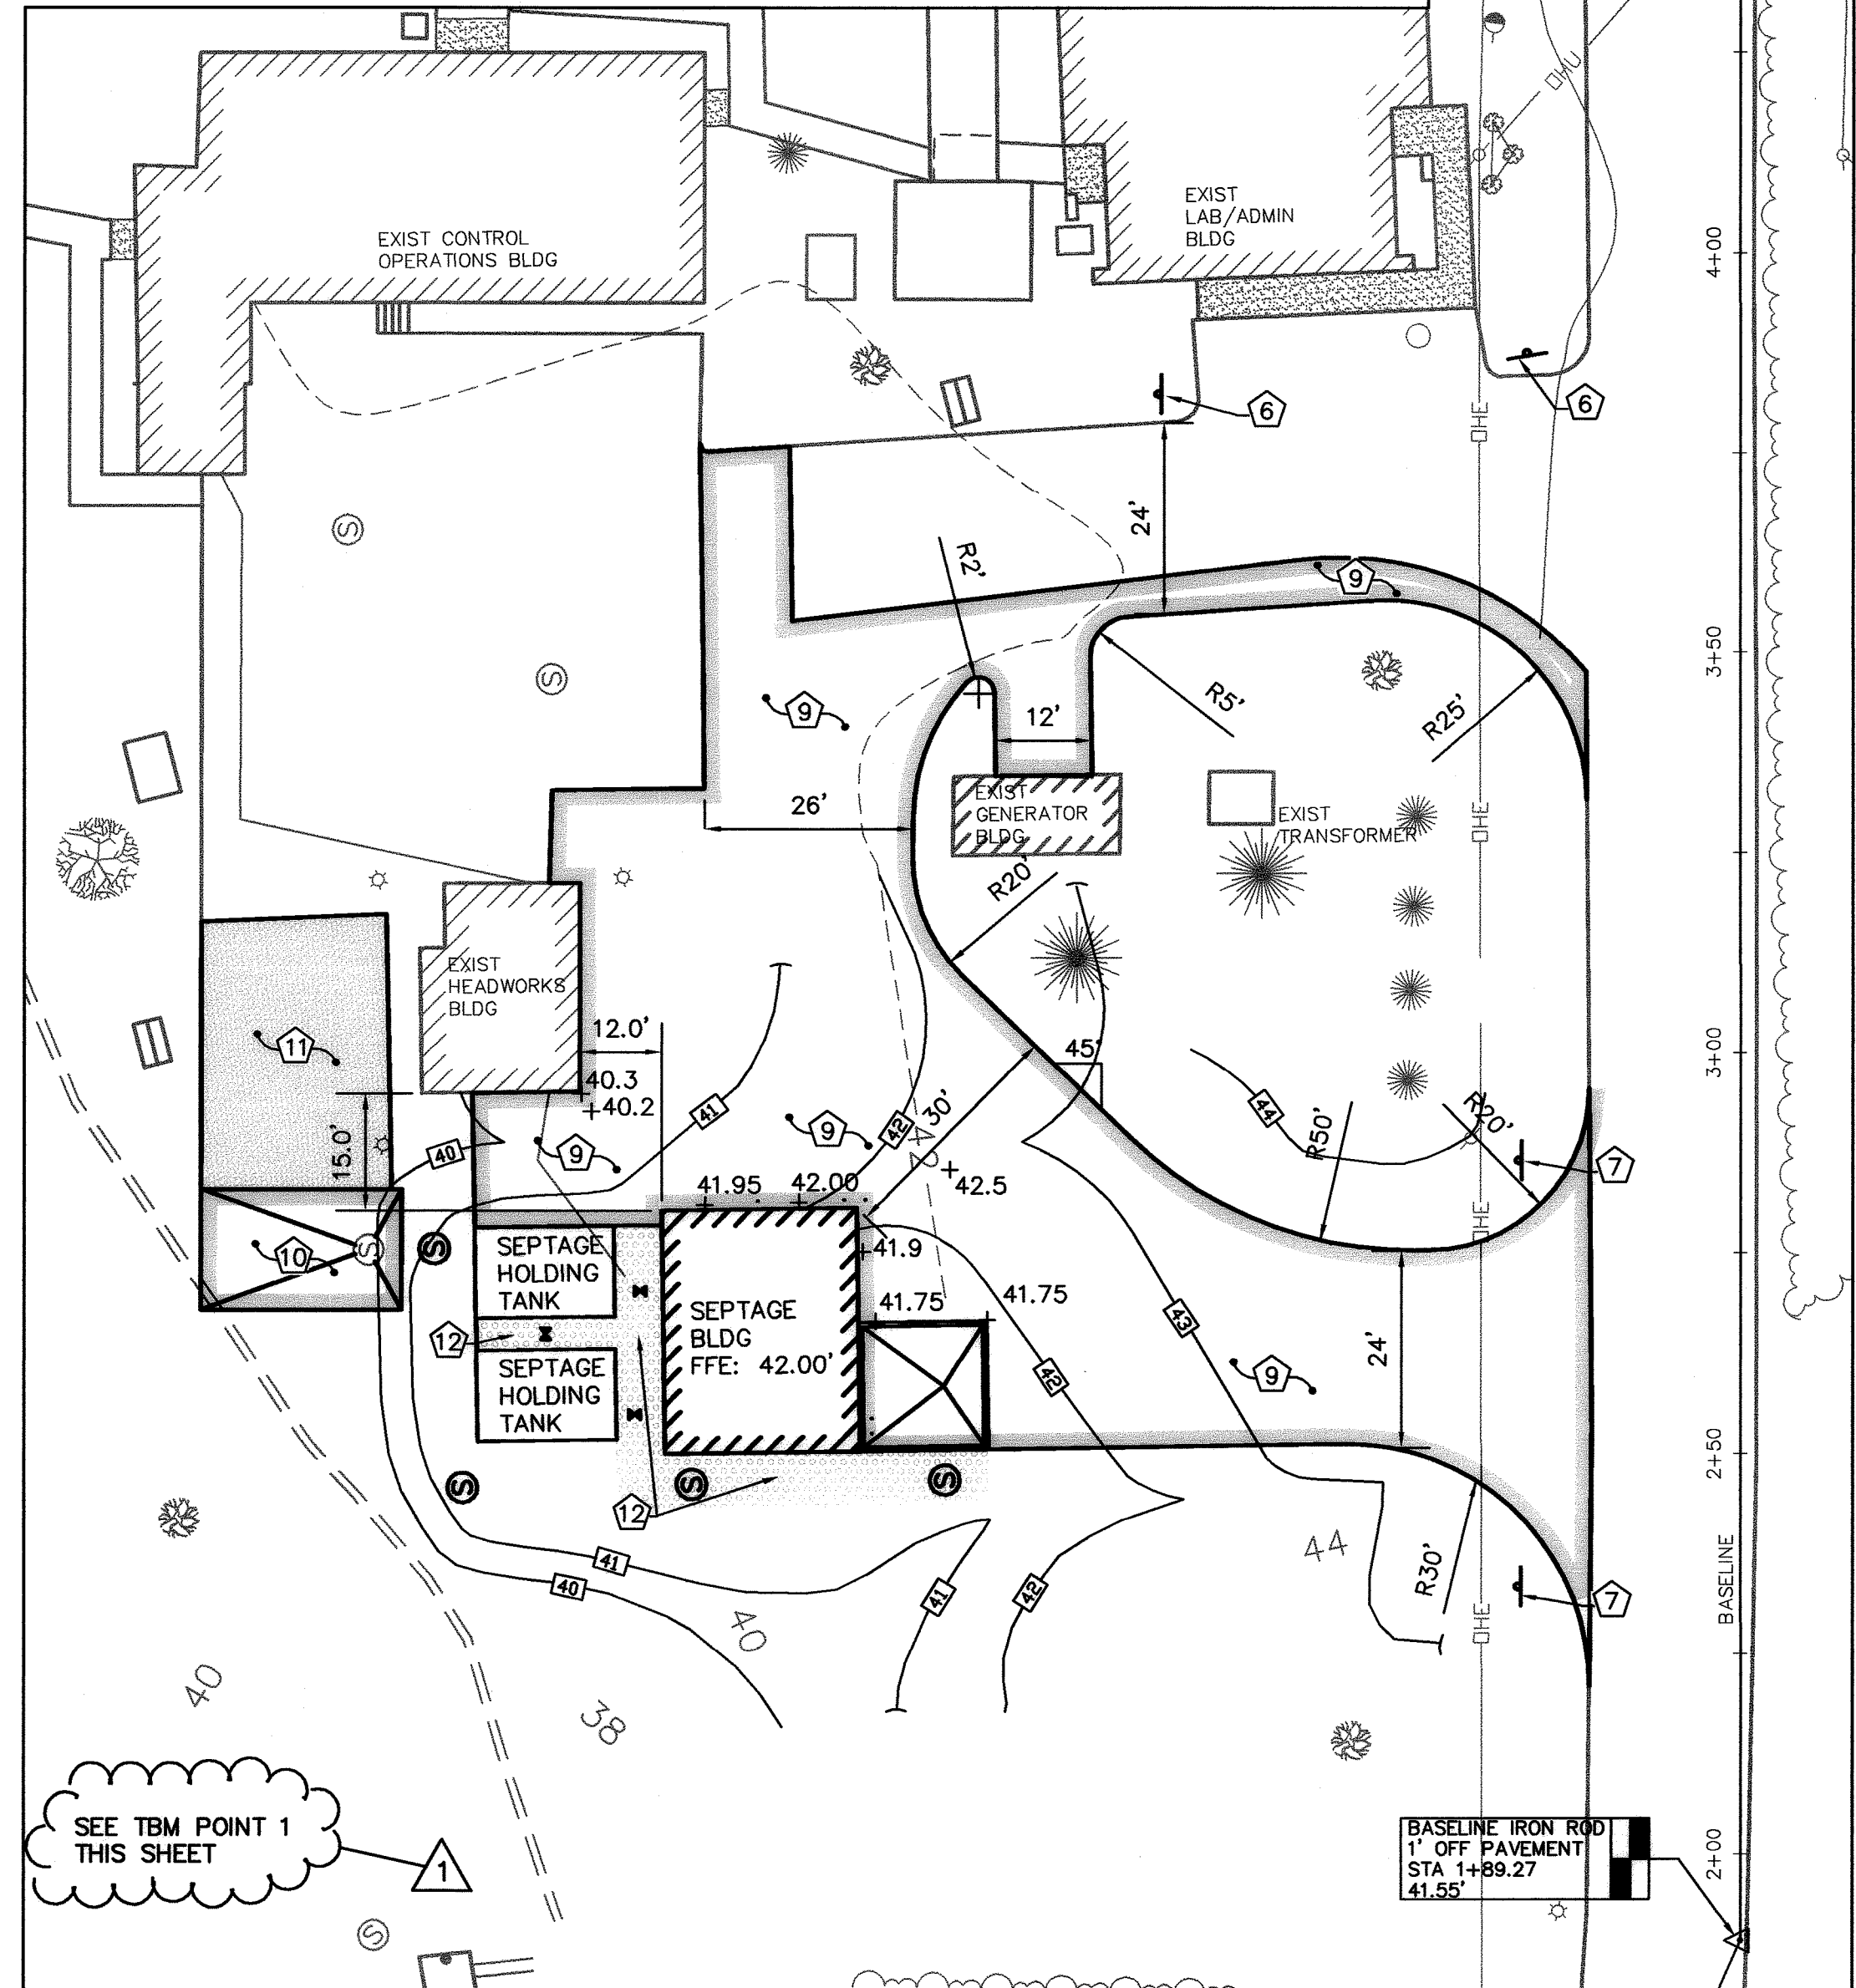 OHU
EXIST
LAB/ADMIN
BLDG
EXIST CONTROL
OPERATIONS BLDG
4+00
6
6
OHE
24'
S
R2'
9
3+50
S
9
R5'
R25'
12'
26'
EXIST
GENERATOR
BLDG
EXIST
TRANSFORMER
OHE
R20'
EXIST
HEADWORKS
BLDG
11
12.0'
45'
3+00
40.3
+40.2
41
44
R20'
42
30'
9
9
R50'
15.0'
40
42
42.5
7
41.95
42.00
OHE
S
S
10
SEPTAGE
HOLDING
TANK
41.9
41.75
41.75
SEPTAGE
BLDG
FFE: 42.00'
43
12
24'
SEPTAGE
HOLDING
TANK
42
9
2+50
S
S
S
12
44
R30'
41
40
41
42
7
BASELINE
OHE
40
40
38
SEE TBM POINT 1
THIS SHEET
1
BASELINE IRON ROD
1' OFF PAVEMENT
STA 1+89.27
41.55'
2+00
S